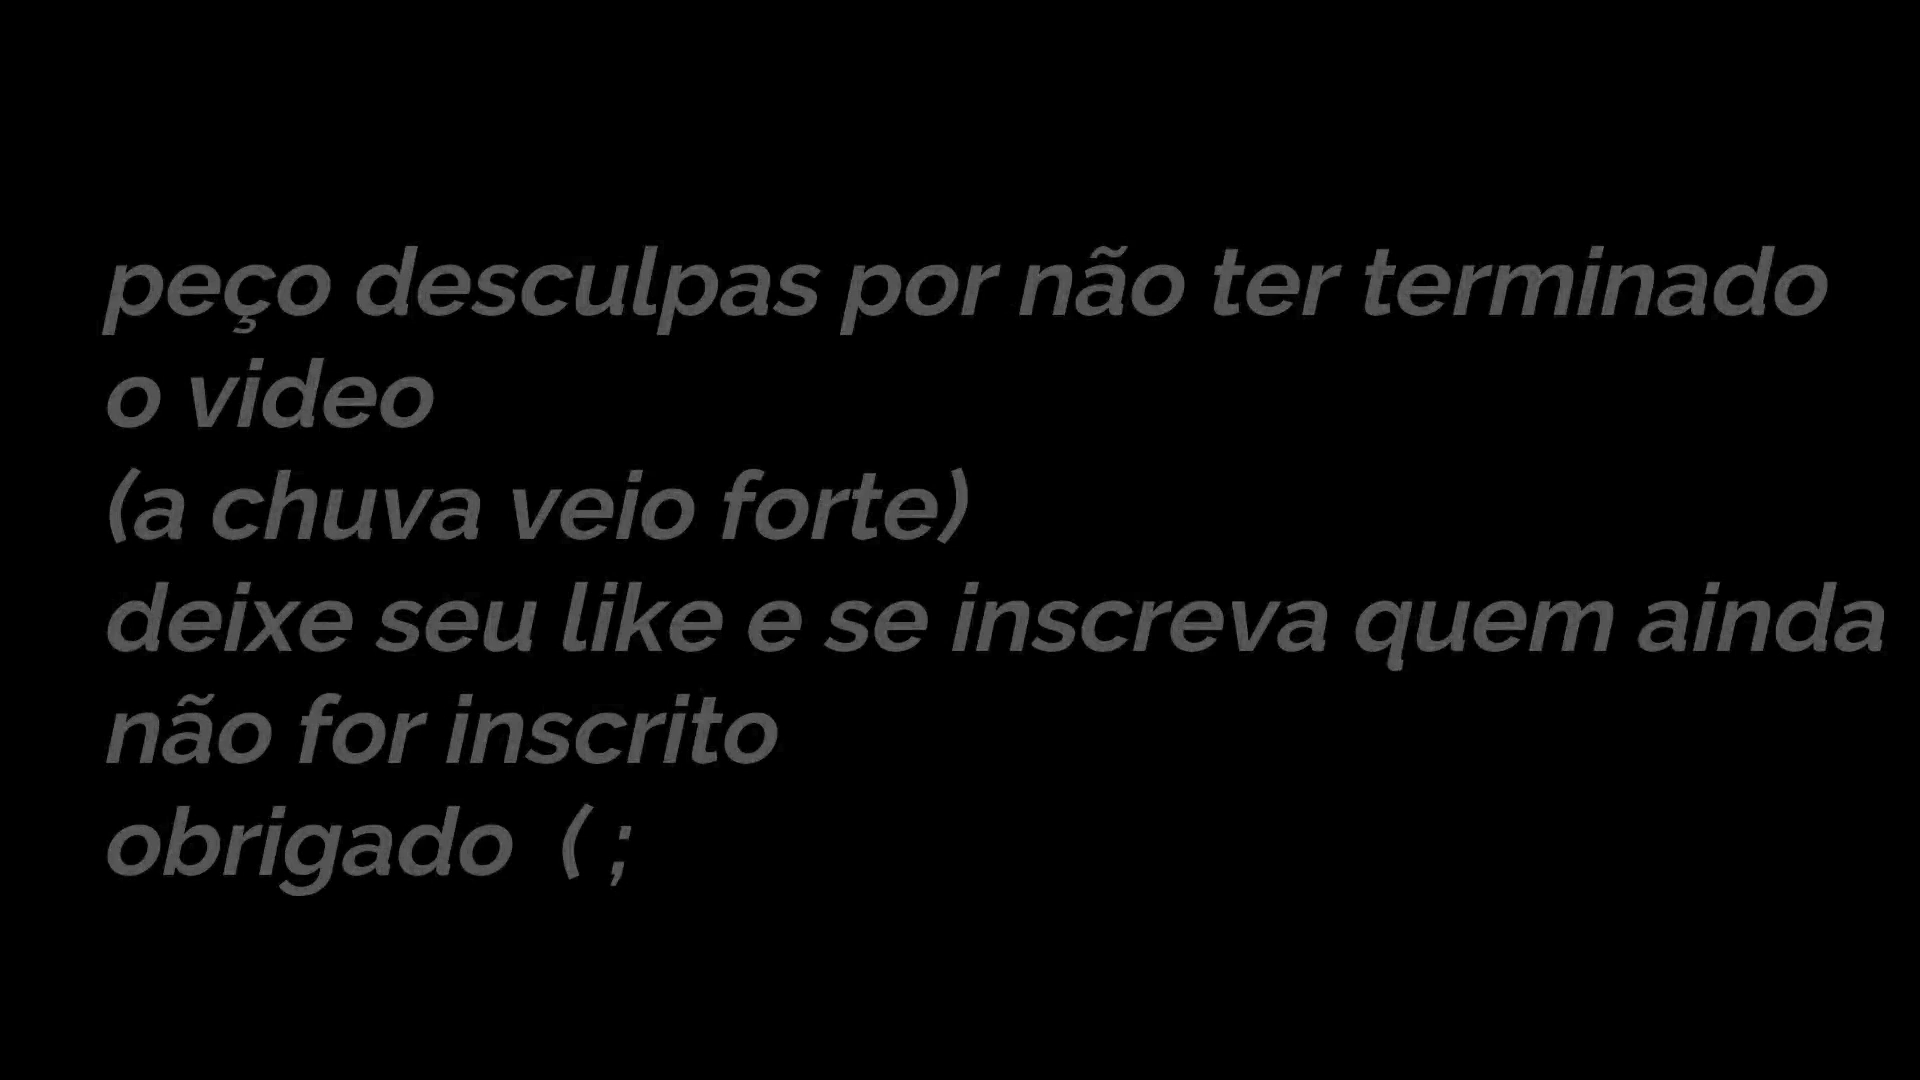 peço desculpas por não ter terminado
o video
(a chuva veio forte)
deixe seu like e se inscreva quem ainda
não for inscrito
obrigado  ( ;